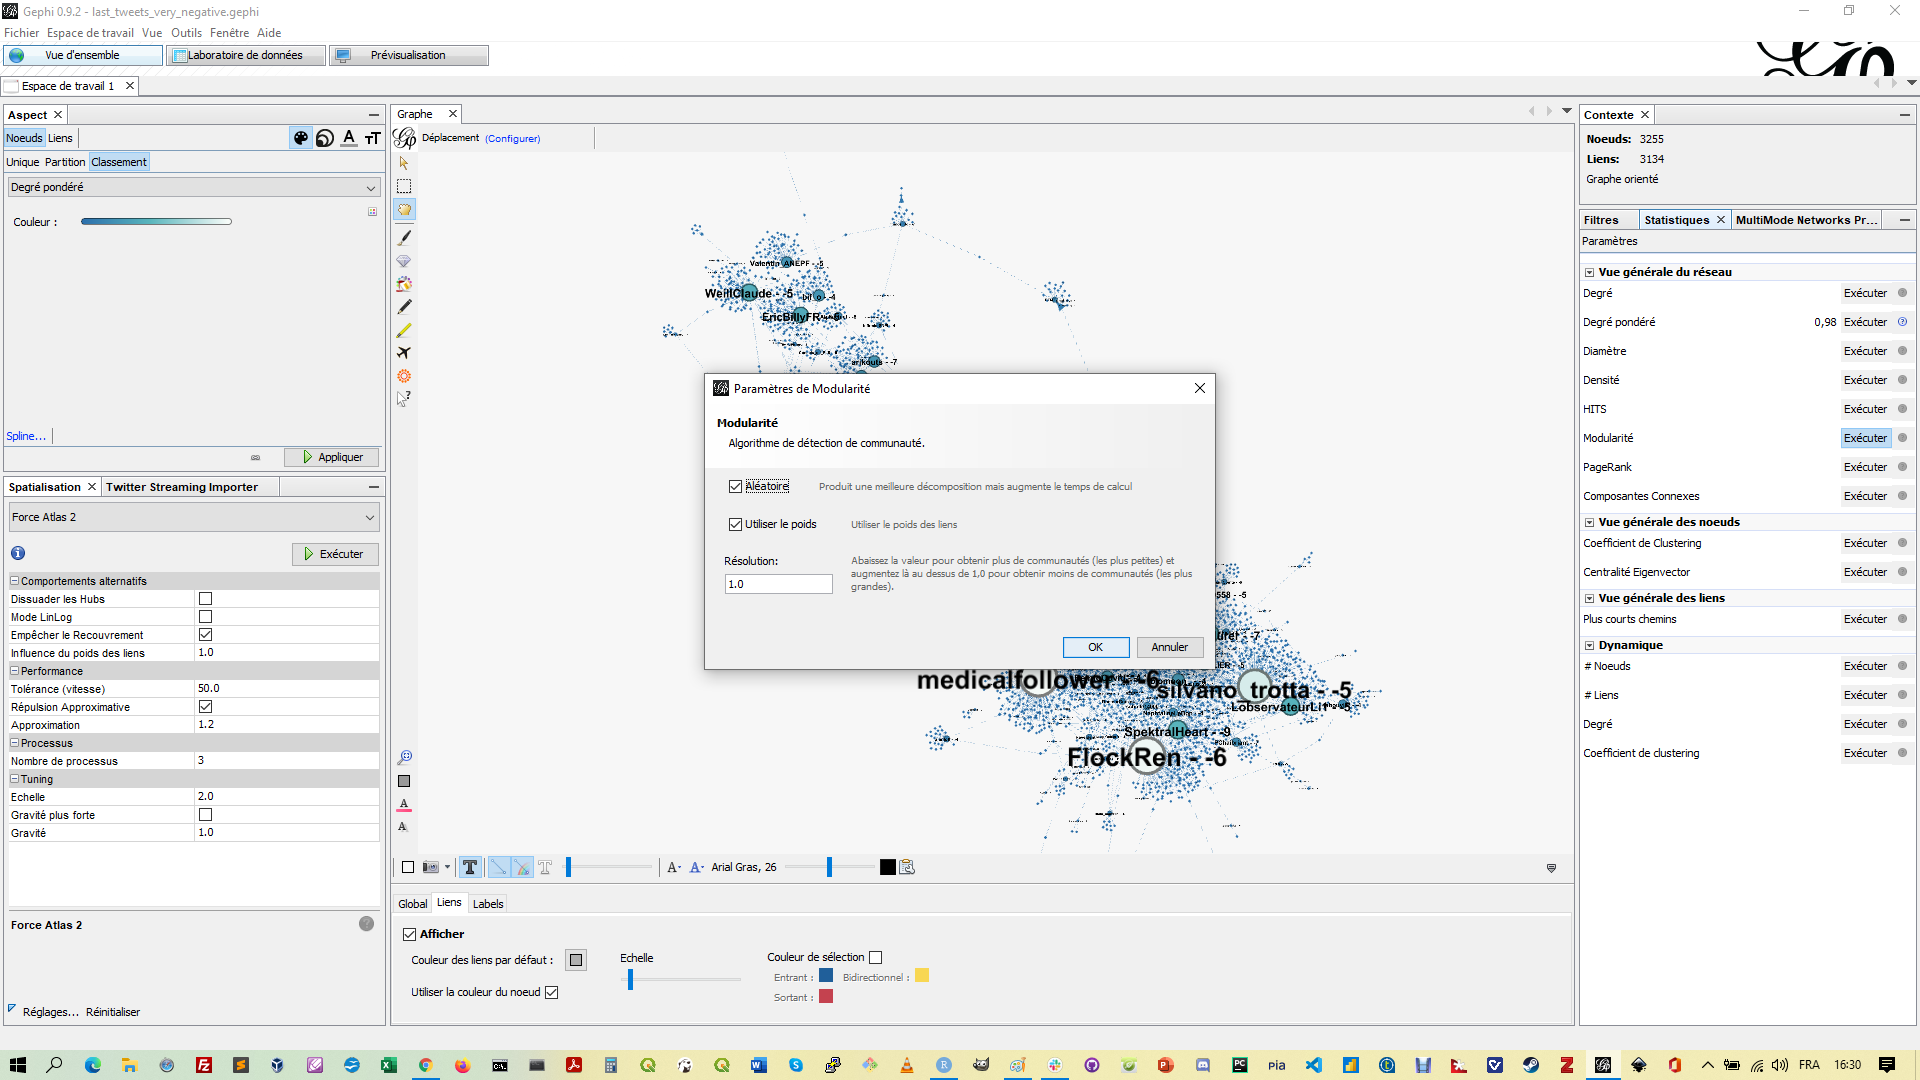 Gephi 0.9.2 - last_tweets_very_negative.gephi
Fichier Espace de travail Vue Outils Fenêtre Aide
Vue d'ensemble Laboratoire de données Prévisualisation
Espace de travail 1
Aspect
Noeuds Liens
Unique Partition Classement
Degré pondéré
Couleur :
Spline...
Appliquer
Spatialisation Twitter Streaming Importer
Force Atlas 2
Exécuter
Comportements alternatifs
Dissuader les Hubs
Mode LinLog
Empêcher le Recouvrement
Influence du poids des liens 1.0
Performance
Tolérance (vitesse) 50.0
Répulsion Approximative
Approximation 1.2
Processus
Nombre de processus 3
Tuning
Echelle 2.0
Gravité plus forte
Gravité 1.0
Force Atlas 2
Réglages... Réinitialiser
Graphe
Déplacement (Configurer)
Valentin_ANEPF - -5
WeillClaude - -5
EricBillyFR
Paramètres de Modularité
Modularité
Algorithme de détection de communauté.
Aléatoire Produit une meilleure décomposition mais augmente le temps de calcul
Utiliser le poids Utiliser le poids des liens
Résolution: Abaissez la valeur pour obtenir plus de communautés (les plus petites) et
augmentez là au dessus de 1,0 pour obtenir moins de communautés (les plus
grandes).
1.0
OK Annuler
medicalfollower - -6
silvano_trotta - -5
SpektralHeart - -9
FlockRen - -6
Arial Gras, 26
Global Liens Labels
Afficher
Couleur des liens par défaut :
Echelle
Couleur de sélection
Entrant : Bidirectionnel :
Utiliser la couleur du noeud
Sortant :
Contexte
Noeuds: 3255
Liens: 3134
Graphe orienté
Filtres Statistiques MultiMode Networks Pr...
Paramètres
Vue générale du réseau
Degré Exécuter
Degré pondéré 0,98 Exécuter
Diamètre Exécuter
Densité Exécuter
HITS Exécuter
Modularité Exécuter
PageRank Exécuter
Composantes Connexes Exécuter
Vue générale des noeuds
Coefficient de Clustering Exécuter
Centralité Eigenvector Exécuter
Vue générale des liens
Plus courts chemins Exécuter
Dynamique
# Noeuds Exécuter
# Liens Exécuter
Degré Exécuter
Coefficient de clustering Exécuter
pia
FRA 16:30